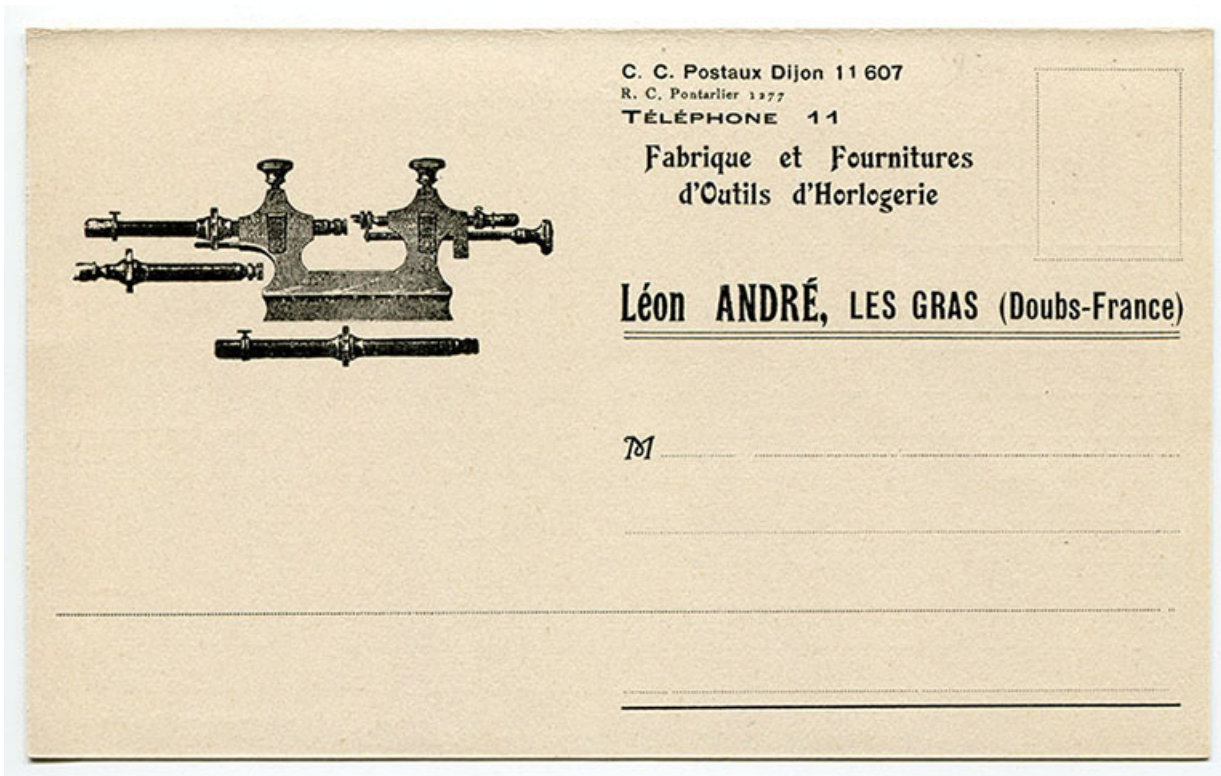 C. C. Postaux Dijon 11 607
R. C. Pontarlier 1277
TÉLÉPHONE 11
Fabrique et Fournitures
d'Outils d'Horlogerie
Léon ANDRÉ, LES GRAS (Doubs-France)
M